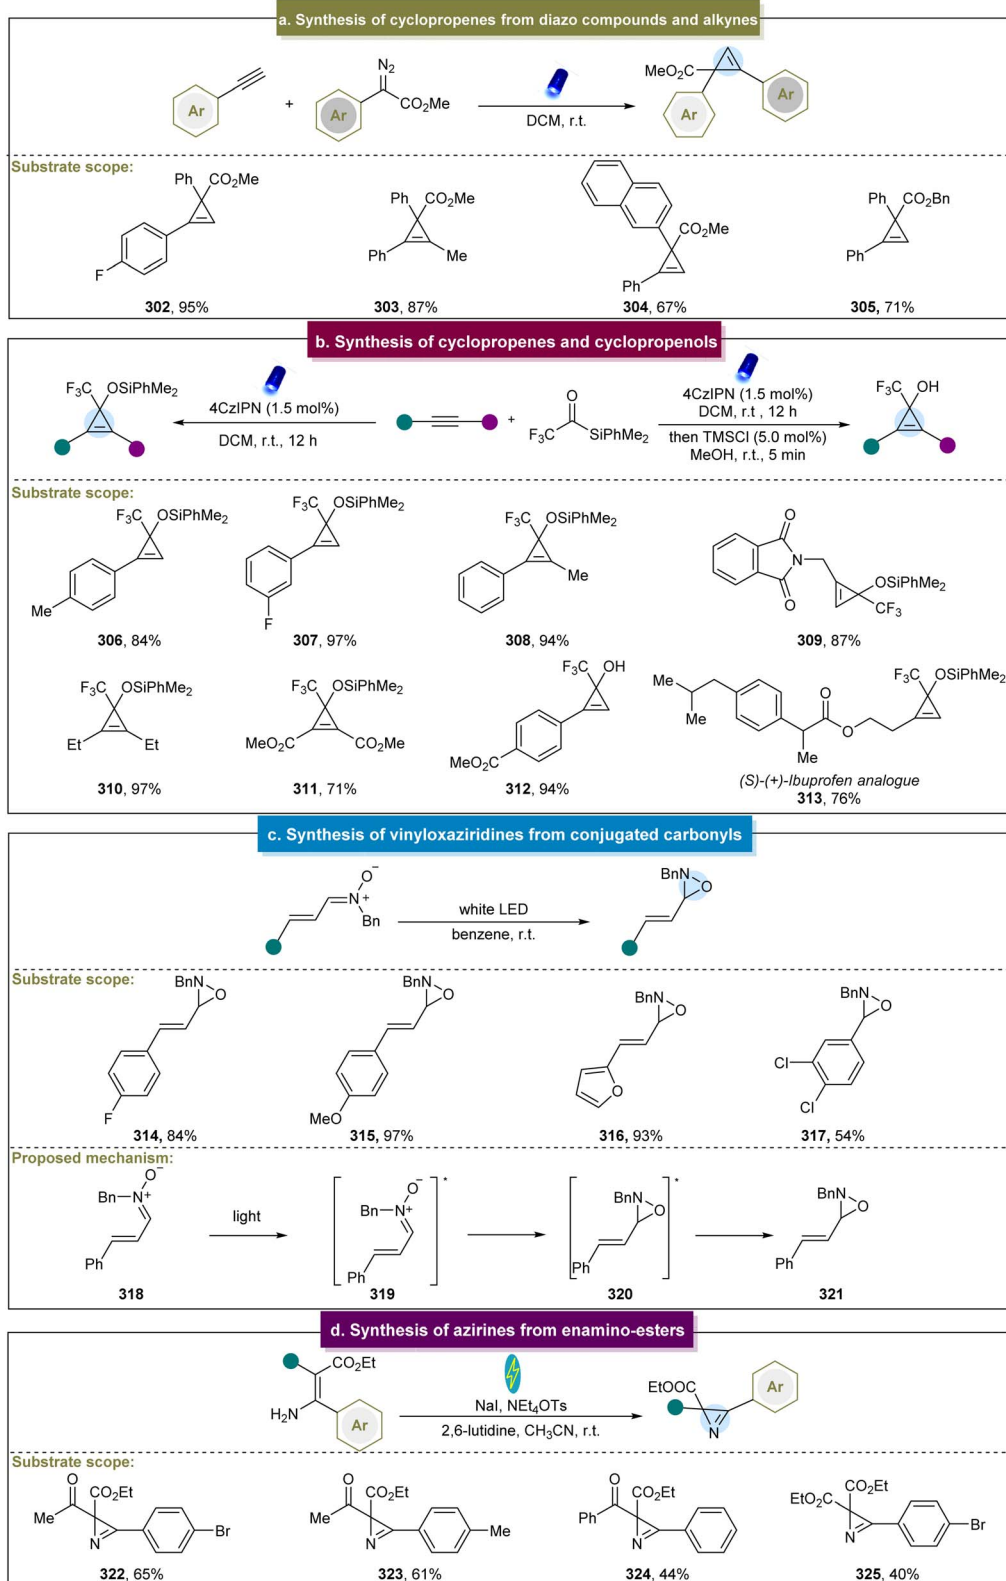 a. Synthesis of cyclopropenes from diazo compounds and alkynes
Ar
+
N₂
Ar
CO₂Me
DCM, r.t.
MeO₂C
Ar
Ar
Substrate scope:
Ph
CO₂Me
F
302, 95%
Ph
CO₂Me
Ph
Me
303, 87%
CO₂Me
Ph
304, 67%
Ph
CO₂Bn
Ph
305, 71%
b. Synthesis of cyclopropenes and cyclopropenols
F₃C
OSiPhMe₂
4CzIPN (1.5 mol%)
DCM, r.t., 12 h
+
O
F₃C
SiPhMe₂
4CzIPN (1.5 mol%)
DCM, r.t , 12 h
then TMSCl (5.0 mol%)
MeOH, r.t., 5 min
F₃C
OH
Substrate scope:
F₃C
OSiPhMe₂
Me
306, 84%
F₃C
OSiPhMe₂
F
307, 97%
F₃C
OSiPhMe₂
Me
308, 94%
O
N
O
OSiPhMe₂
CF₃
309, 87%
F₃C
OSiPhMe₂
Et
Et
310, 97%
F₃C
OSiPhMe₂
MeO₂C
CO₂Me
311, 71%
F₃C
OH
MeO₂C
312, 94%
Me
Me
O
O
Me
F₃C
OSiPhMe₂
(S)-(+)-Ibuprofen analogue
313, 76%
c. Synthesis of vinyloxaziridines from conjugated carbonyls
O⁻
N⁺
Bn
white LED
benzene, r.t.
BnN
O
Substrate scope:
BnN
O
F
314, 84%
BnN
O
MeO
315, 97%
BnN
O
O
316, 93%
BnN
O
Cl
Cl
317, 54%
Proposed mechanism:
O⁻
Bn
N⁺
Ph
318
light
O⁻
*
Bn
N⁺
Ph
319
BnN
*
O
Ph
320
BnN
O
Ph
321
d. Synthesis of azirines from enamino-esters
CO₂Et
H₂N
Ar
NaI, NEt₄OTs
2,6-lutidine, CH₃CN, r.t.
EtOOC
N
Ar
Substrate scope:
O
CO₂Et
Me
N
Br
322, 65%
O
CO₂Et
Me
N
Me
323, 61%
O
CO₂Et
Ph
N
324, 44%
CO₂Et
EtO₂C
N
Br
325, 40%